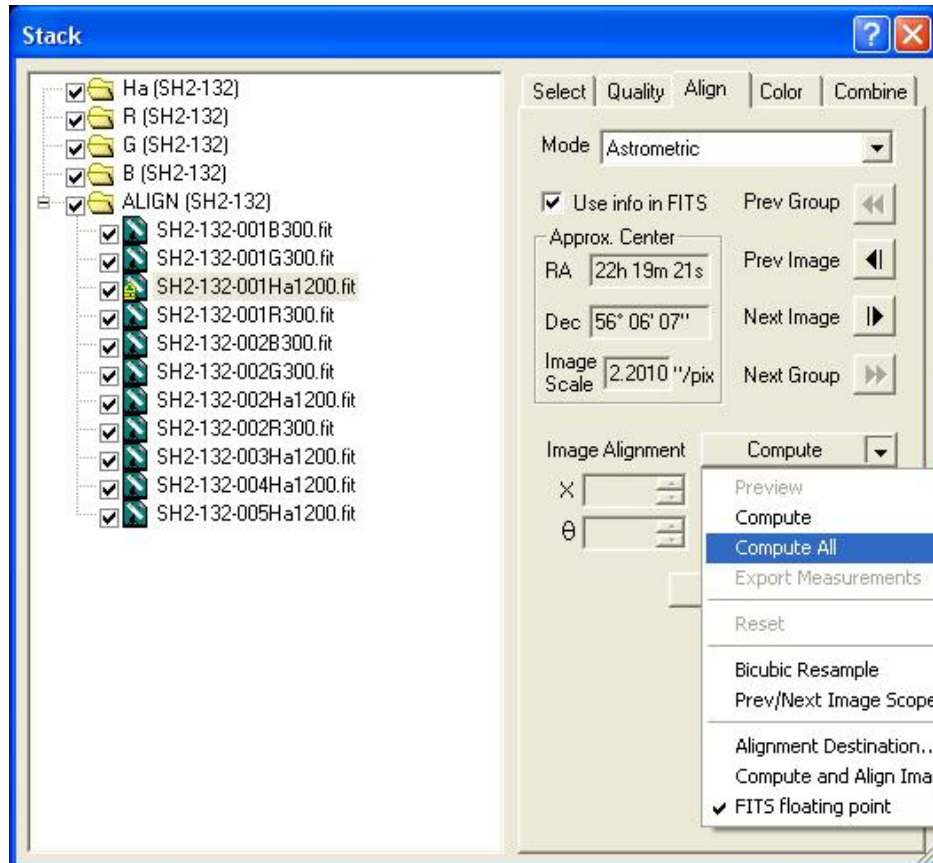 Stack
Ha (SH2-132)
R (SH2-132)
G (SH2-132)
B (SH2-132)
ALIGN (SH2-132)
SH2-132-001B300.fit
SH2-132-001G300.fit
SH2-132-001Ha1200.fit
SH2-132-001R300.fit
SH2-132-002B300.fit
SH2-132-002G300.fit
SH2-132-002Ha1200.fit
SH2-132-002R300.fit
SH2-132-003Ha1200.fit
SH2-132-004Ha1200.fit
SH2-132-005Ha1200.fit
Select Quality Align Color Combine
Mode Astrometric
Use info in FITS Prev Group
Approx. Center
RA 22h 19m 21s Prev Image
Dec 56° 06' 07" Next Image
Image Scale 2.2010 "/pix Next Group
Image Alignment Compute
X
θ
Preview
Compute
Compute All
Export Measurements
Reset
Bicubic Resample
Prev/Next Image Scope
Alignment Destination..
Compute and Align Ima
FITS floating point